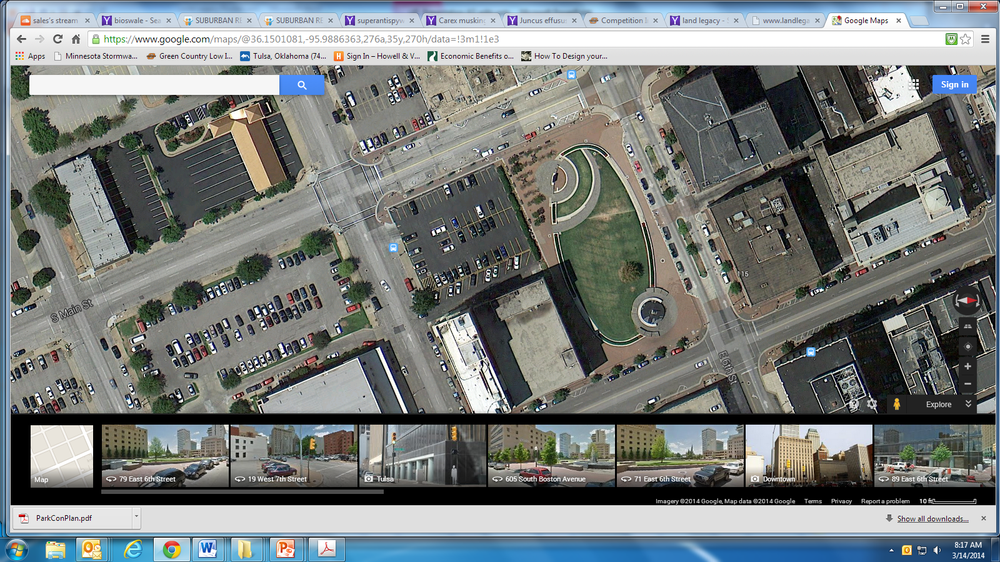 sales's stream
bioswale - Sea
SUBURBAN RE
SUBURBAN RE
superantispyw
Carex musking
Juncus effusus
Competition I
land legacy - S
www.landlega
Google Maps
https://www.google.com/maps/@36.1501081,-95.9886363,276a,35y,270h/data=!3m1!1e3
Apps
Minnesota Stormwa...
Green Country Low I...
Tulsa, Oklahoma (74...
Sign In – Howell & V...
Economic Benefits o...
How To Design your...
Sign in
115
S Main St
E 6th St
Explore
Map
79 East 6th Street
19 West 7th Street
Tulsa
605 South Boston Avenue
71 East 6th Street
Downtown
89 East 6th Street
Imagery ©2014 Google, Map data ©2014 Google
Terms
Privacy
Report a problem
10 ft
ParkConPlan.pdf
Show all downloads...
8:17 AM
3/14/2014